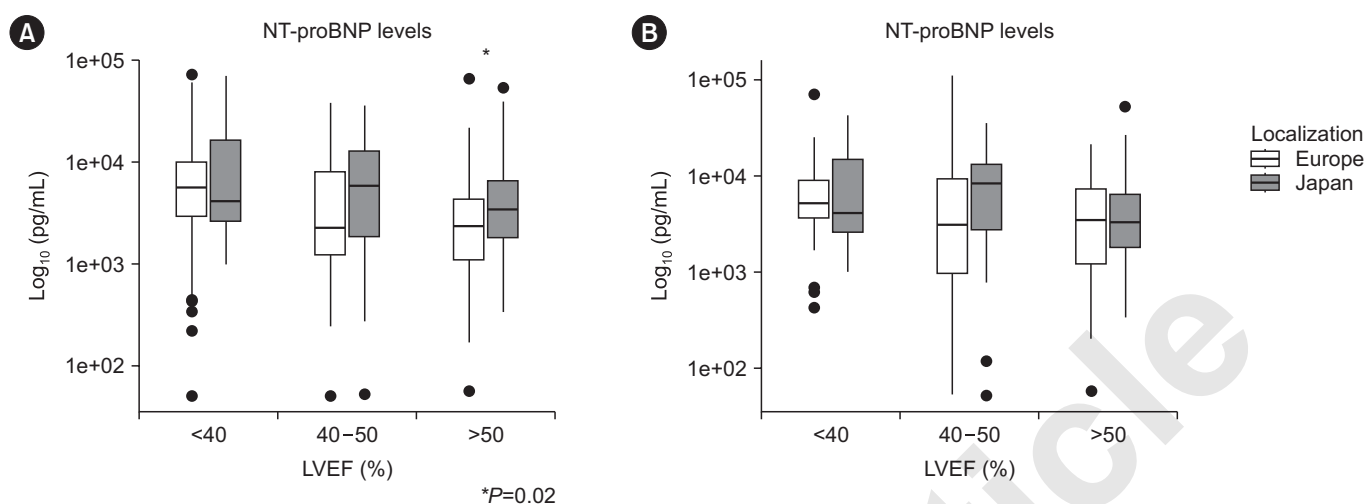 A
NT-proBNP levels
*
1e+05
1e+04
1e+03
1e+02
Log₁₀ (pg/mL)
<40 40–50 >50
LVEF (%)
*P=0.02
B
NT-proBNP levels
1e+05
1e+04
1e+03
1e+02
Log₁₀ (pg/mL)
<40 40–50 >50
LVEF (%)
Localization
Europe
Japan
ticle